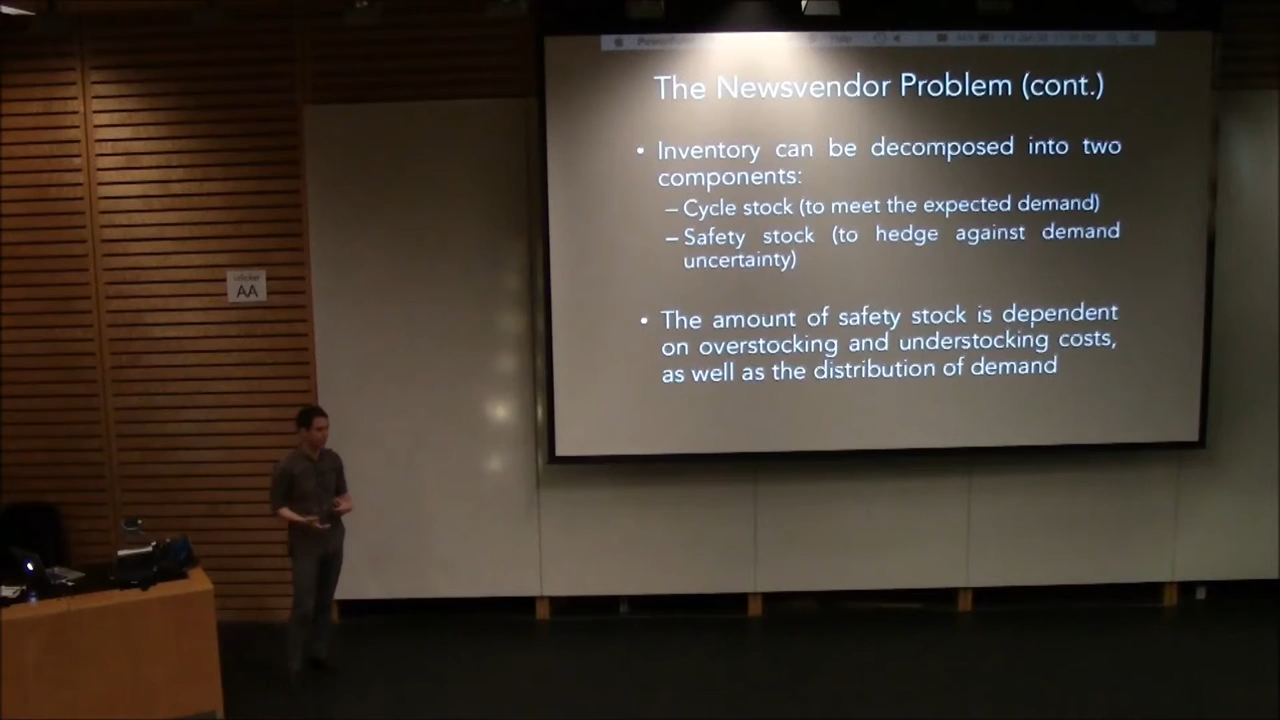 The Newsvendor Problem (cont.)
• Inventory can be decomposed into two
components:
– Cycle stock (to meet the expected demand)
– Safety stock (to hedge against demand
uncertainty)
• The amount of safety stock is dependent
on overstocking and understocking costs,
as well as the distribution of demand
AA